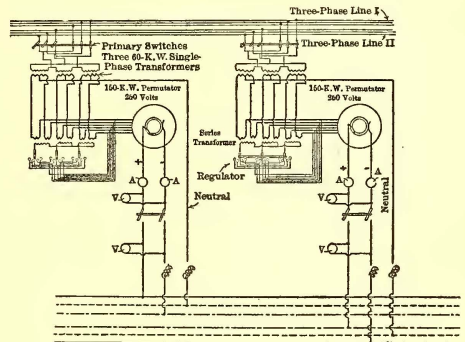 Three-Phase Line I
Three-Phase Line II
Primary Switches
Three 60-K.W. Single-
Phase Transformers
150-K.W. Permutator
250 Volts
150-K.W. Permutator
250 Volts
Series
Transformer
Regulator
+
-
+
-
A
A
A
A
V
V
Neutral
Neutral
V
V